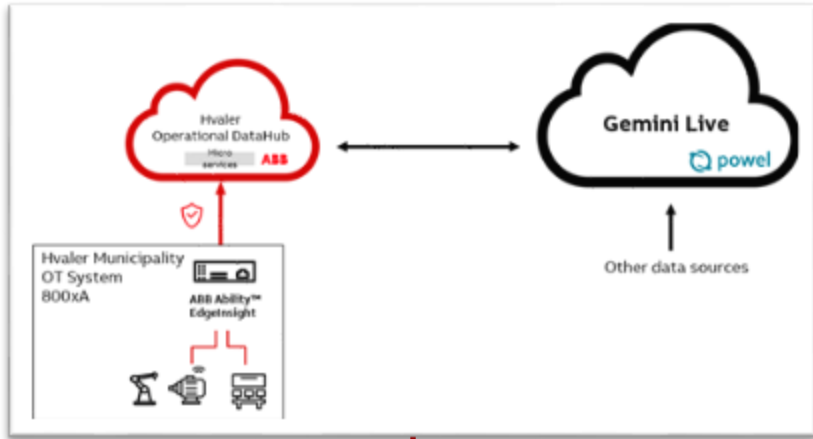 Hvaler
Operational DataHub
Micro
services
ABB
Gemini Live
powel
Hvaler Municipality
OT System
800xA
ABB Ability™
EdgeInsight
Other data sources